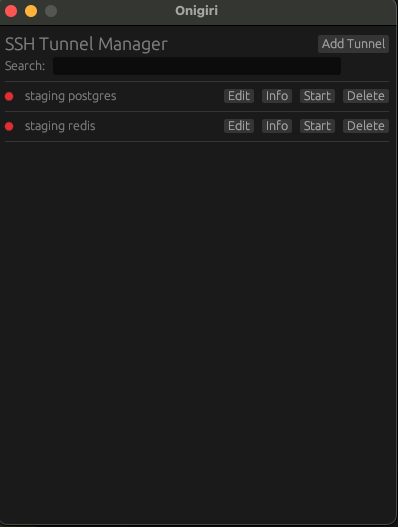 Onigiri
SSH Tunnel Manager Add Tunnel
Search:
staging postgres Edit Info Start Delete
staging redis Edit Info Start Delete